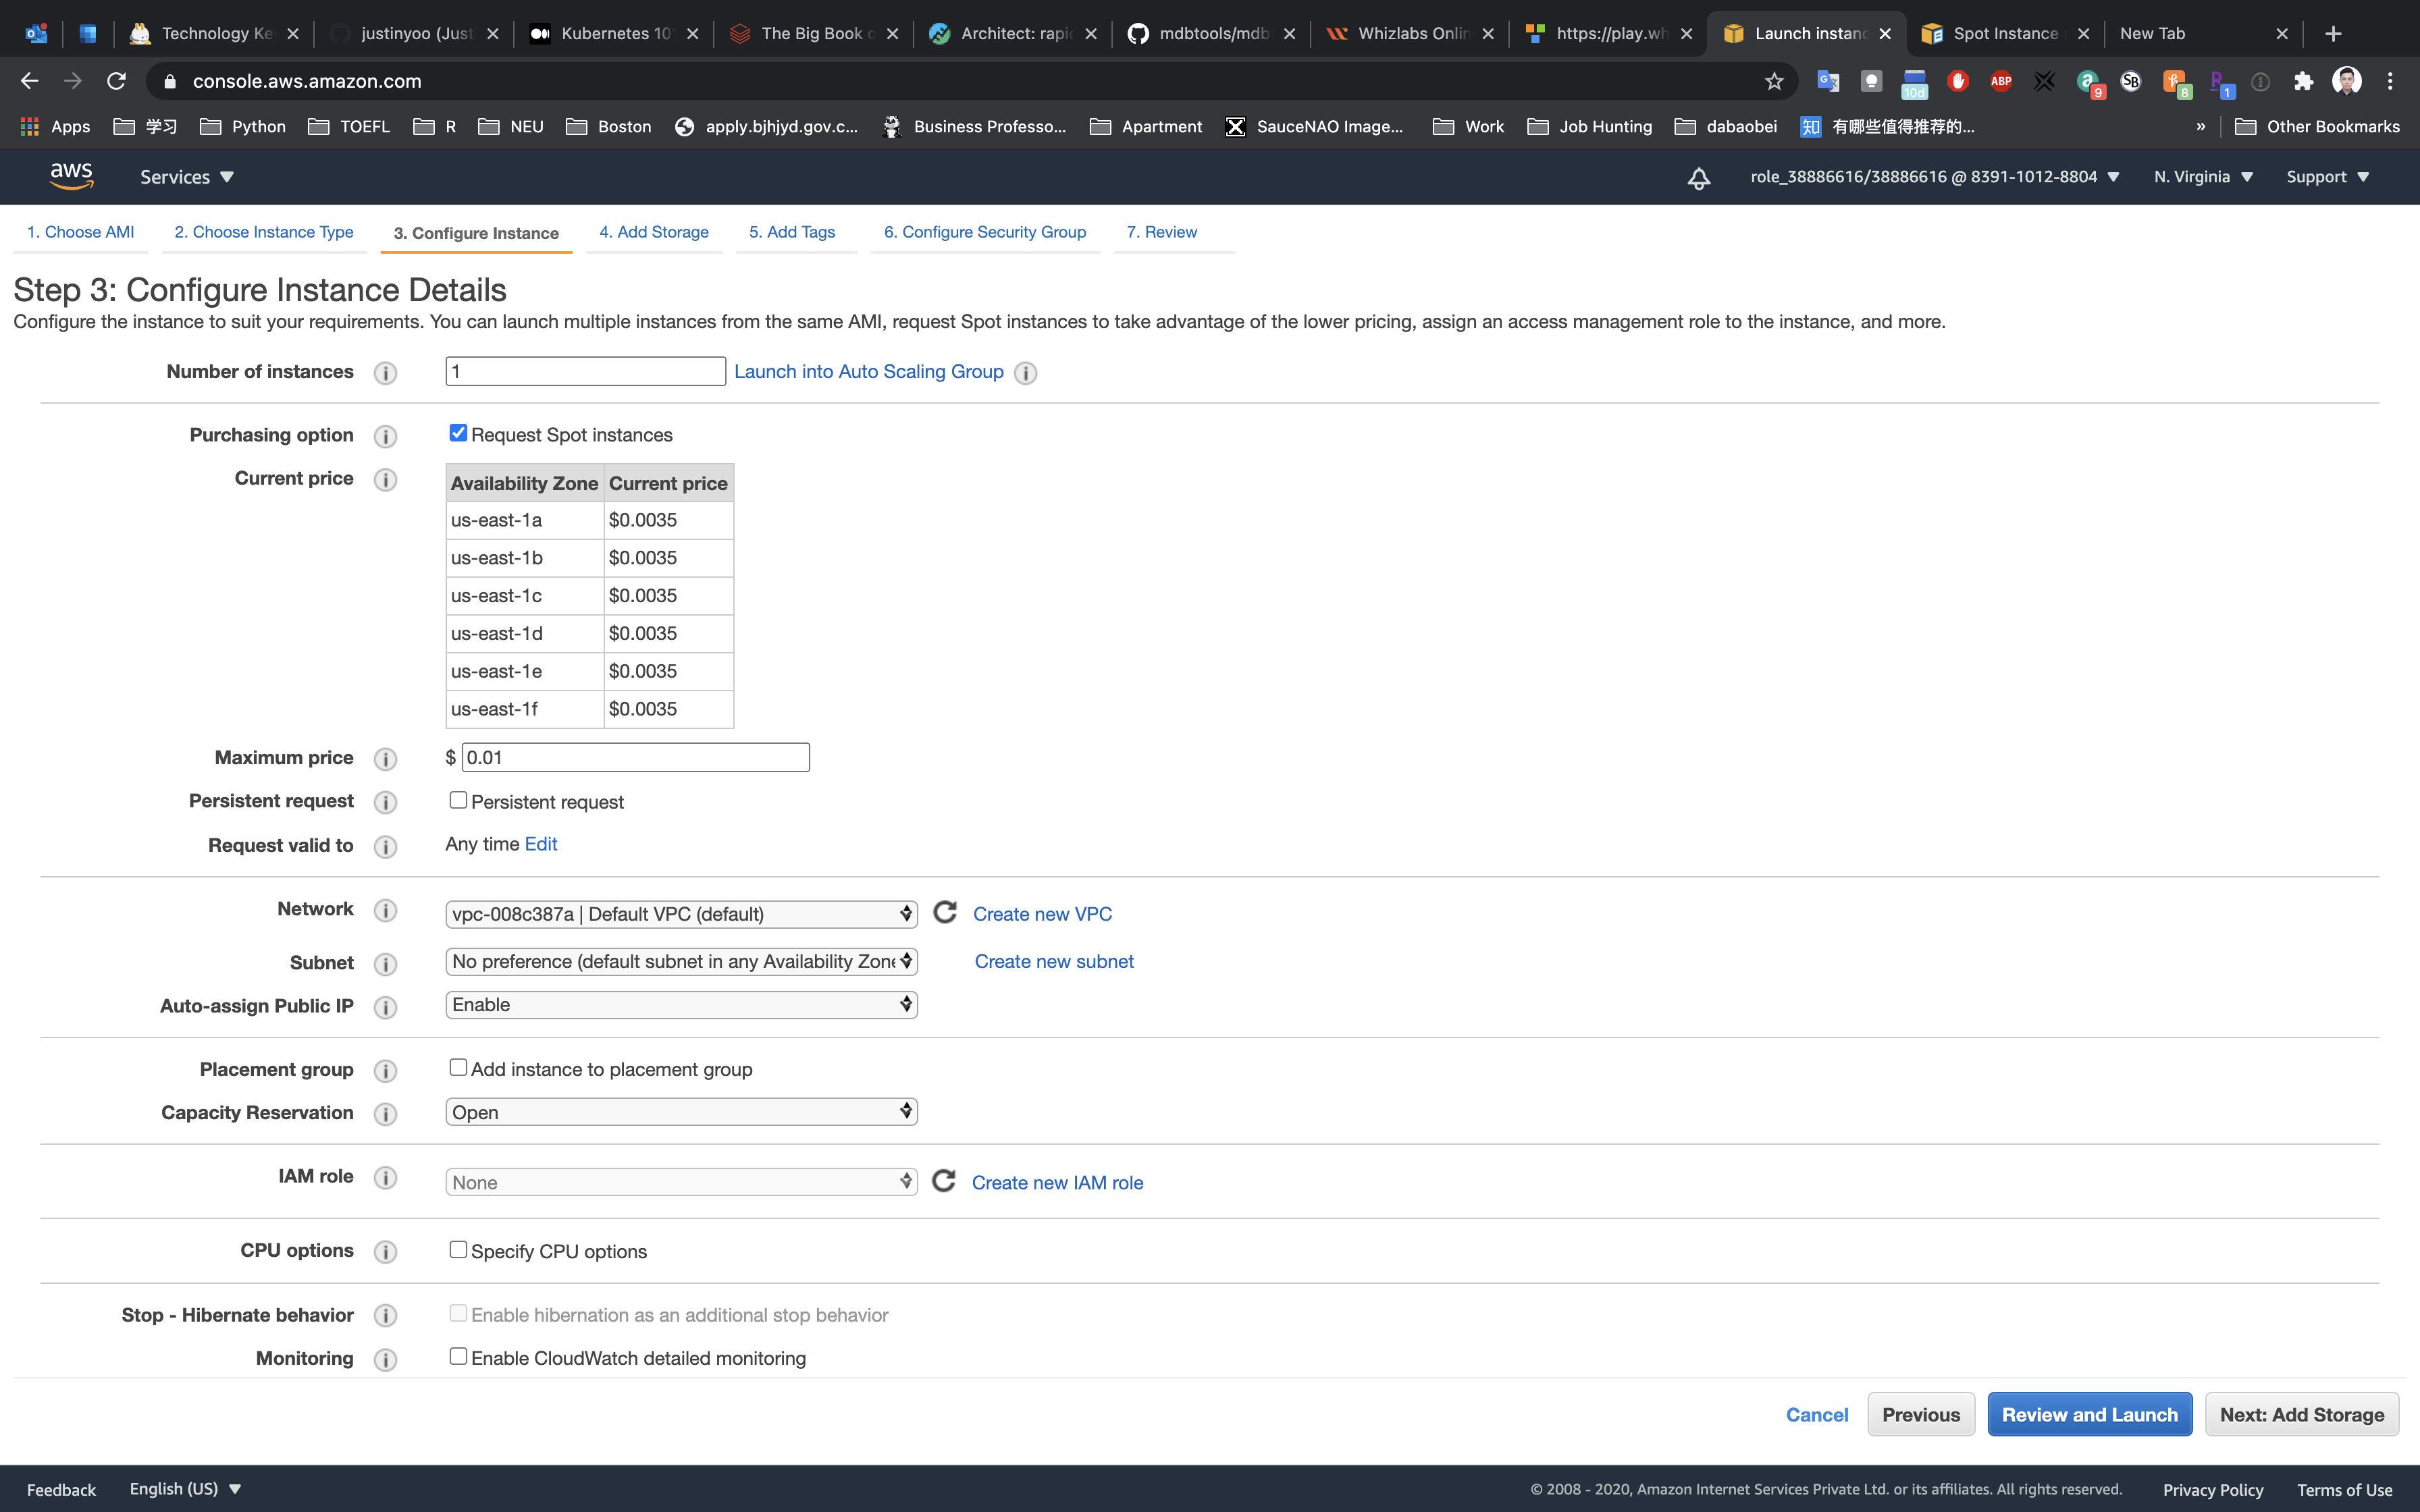 Technology Ke
justinyoo (Just
Kubernetes 10
The Big Book
Architect: rapi
mdbtools/mdb
Whizlabs Onlin
https://play.wh
Launch instan
Spot Instance
New Tab
console.aws.amazon.com
10d
ABP
9
SB
8
1
Apps
学习
Python
TOEFL
R
NEU
Boston
apply.bjhjyd.gov.c...
Business Professo...
Apartment
SauceNAO Image...
Work
Job Hunting
dabaobei
知 有哪些值得推荐的...
»
Other Bookmarks
aws
Services
role_38886616/38886616 @ 8391-1012-8804
N. Virginia
Support
1. Choose AMI
2. Choose Instance Type
3. Configure Instance
4. Add Storage
5. Add Tags
6. Configure Security Group
7. Review
Step 3: Configure Instance Details
Configure the instance to suit your requirements. You can launch multiple instances from the same AMI, request Spot instances to take advantage of the lower pricing, assign an access management role to the instance, and more.
Number of instances
1
Launch into Auto Scaling Group
Purchasing option
Request Spot instances
Current price
Availability Zone Current price
us-east-1a $0.0035
us-east-1b $0.0035
us-east-1c $0.0035
us-east-1d $0.0035
us-east-1e $0.0035
us-east-1f $0.0035
Maximum price
$ 0.01
Persistent request
Persistent request
Request valid to
Any time Edit
Network
vpc-008c387a | Default VPC (default)
Create new VPC
Subnet
No preference (default subnet in any Availability Zone
Create new subnet
Auto-assign Public IP
Enable
Placement group
Add instance to placement group
Capacity Reservation
Open
IAM role
None
Create new IAM role
CPU options
Specify CPU options
Stop - Hibernate behavior
Enable hibernation as an additional stop behavior
Monitoring
Enable CloudWatch detailed monitoring
Cancel
Previous
Review and Launch
Next: Add Storage
Feedback
English (US)
© 2008 - 2020, Amazon Internet Services Private Ltd. or its affiliates. All rights reserved.
Privacy Policy
Terms of Use